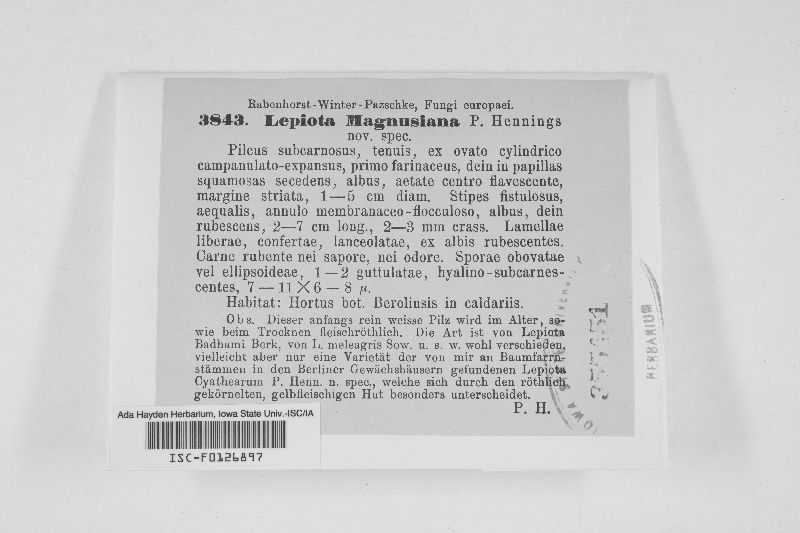 Rabenhorst-Winter-Pazschke, Fungi europaei.
3843. Lepiota Magnusiana P. Hennings
nov. spec.
Pileus subcarnosus, tenuis, ex ovato cylindrico
campanulato-expansus, primo farinaceus, dein in papillas
squamosas secedens, albus, aetate centro flavescente,
margine striata, 1—5 cm diam. Stipes fistulosus,
aequalis, annulo membranaceo-flocculoso, albus, dein
rubescens, 2—7 cm long., 2—3 mm crass. Lamellae
liberae, confertae, lanceolatae, ex albis rubescentes.
Carne rubente nei sapore, nei odore. Sporae obovatae
vel ellipsoideae, 1—2 guttulatae, hyalino-subcarnes-
centes, 7—11×6—8 µ.
Habitat: Hortus bot. Berolinsis in caldariis.
Obs. Dieser anfangs rein weisse Pilz wird im Alter, so-
wie beim Trocknen fleischröthlich. Die Art ist von Lepiota
Badhami Berk. von L. meleagris Sow. u. s. w. wohl verschieden,
vielleicht aber nur eine Varietät der von mir an Baumfarrn-
stämmen in den Berliner Gewächshäusern gefundenen Lepiota
Cyathearum P. Henn. n. spec., welche sich durch den röthlich
gekörnelten, gelbfleischigen Hut besonders unterscheidet.
P. H.
Ada Hayden Herbarium, Iowa State Univ.-ISC/IA
ISC-F0126897
IOWA
HERBARIUM